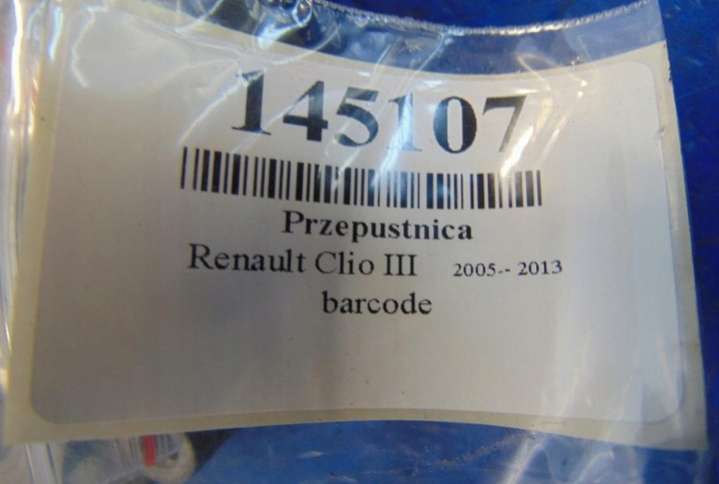 145107
Przepustnica
Renault Clio III 2005-- 2013
barcode